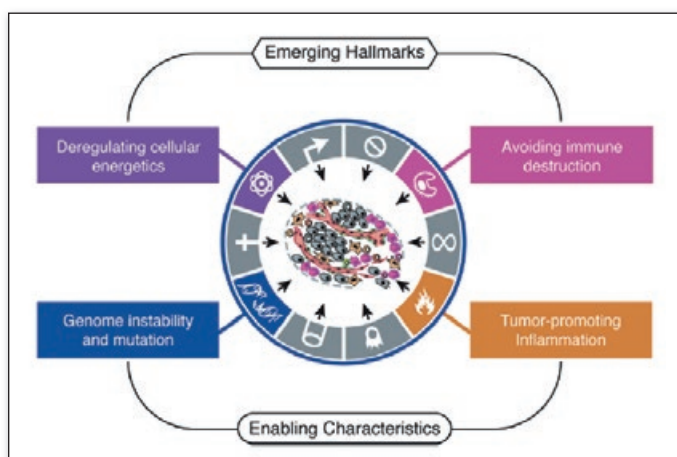 Emerging Hallmarks
Deregulating cellular
energetics
Avoiding immune
destruction
Genome instability
and mutation
Tumor-promoting
Inflammation
Enabling Characteristics